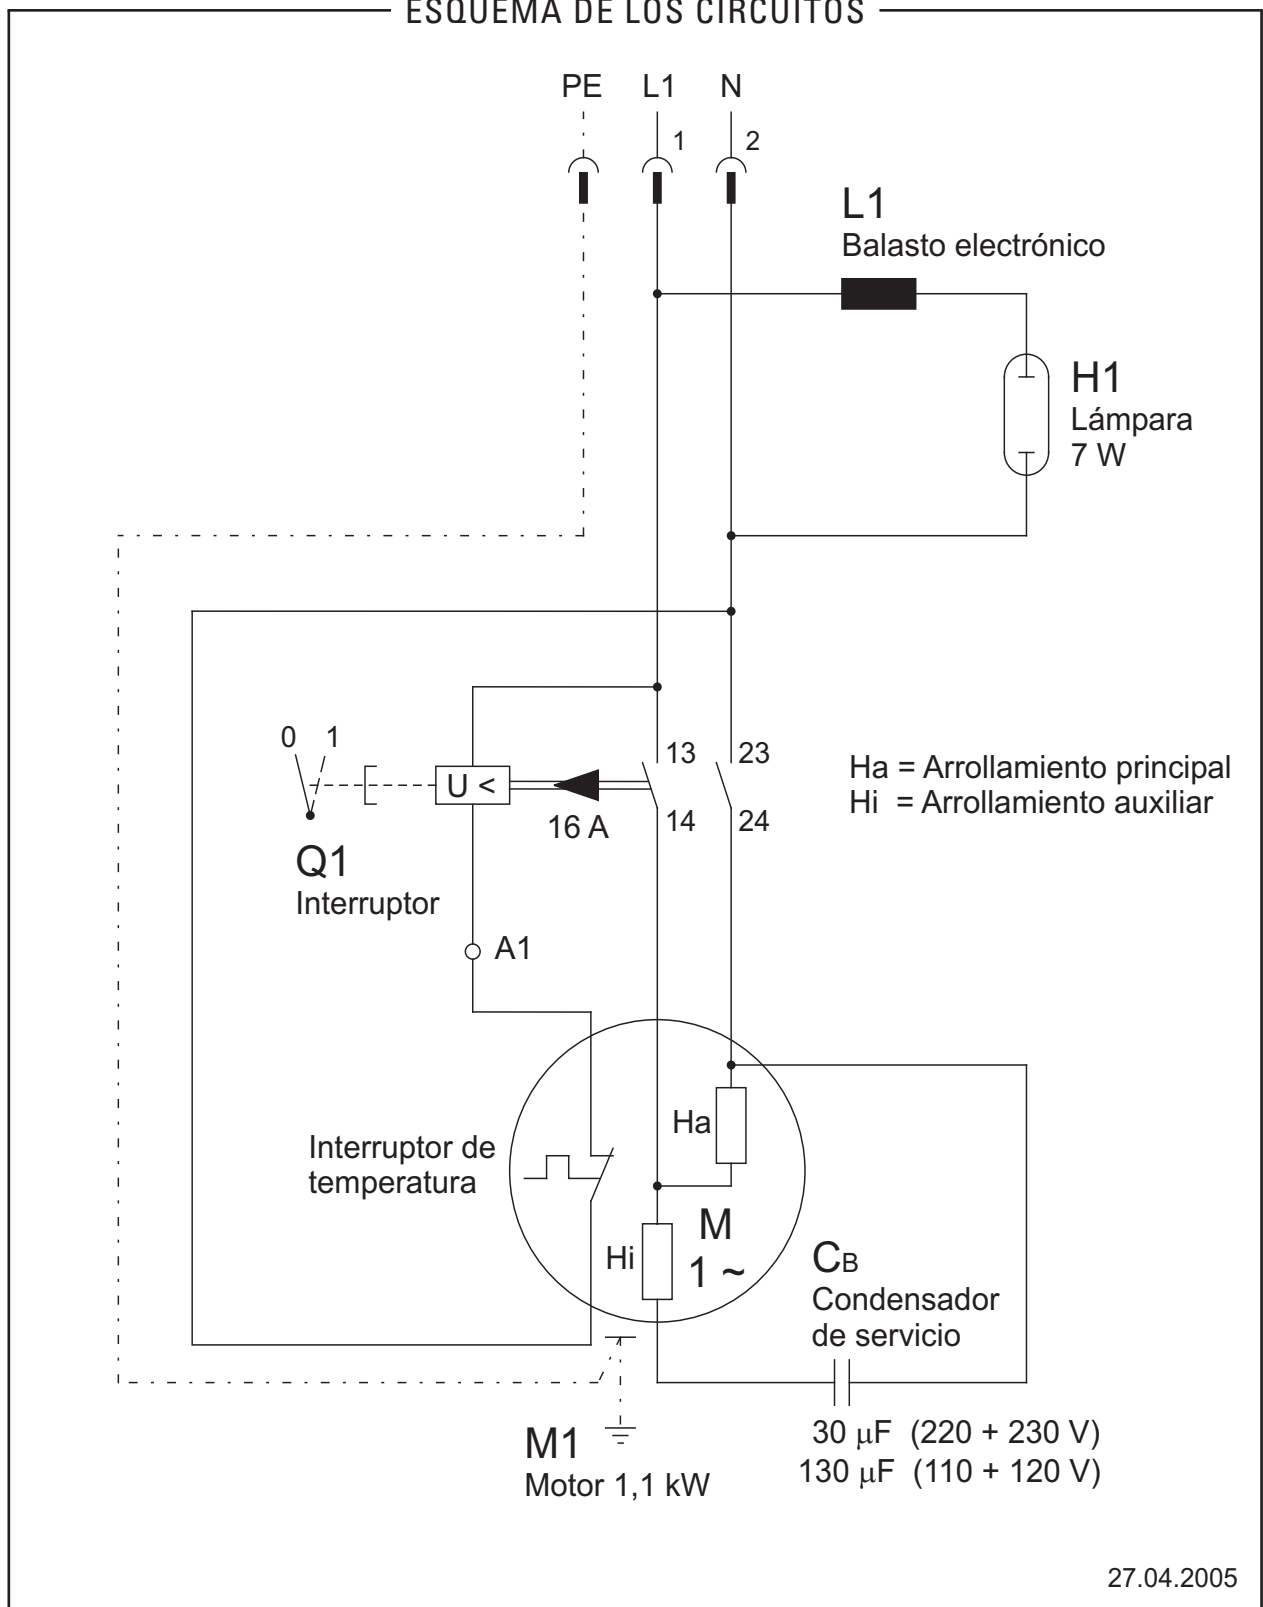 ESQUEMA DE LOS CIRCUITOS
PE L1 N
1 2
L1
Balasto electrónico
H1
Lámpara
7 W
0 1
U <
16 A
13 23
14 24
Q1
Interruptor
Ha = Arrollamiento principal
Hi = Arrollamiento auxiliar
A1
Interruptor de
temperatura
Ha
Hi
M
1 ~
CB
Condensador
de servicio
30 µF (220 + 230 V)
130 µF (110 + 120 V)
M1
Motor 1,1 kW
27.04.2005